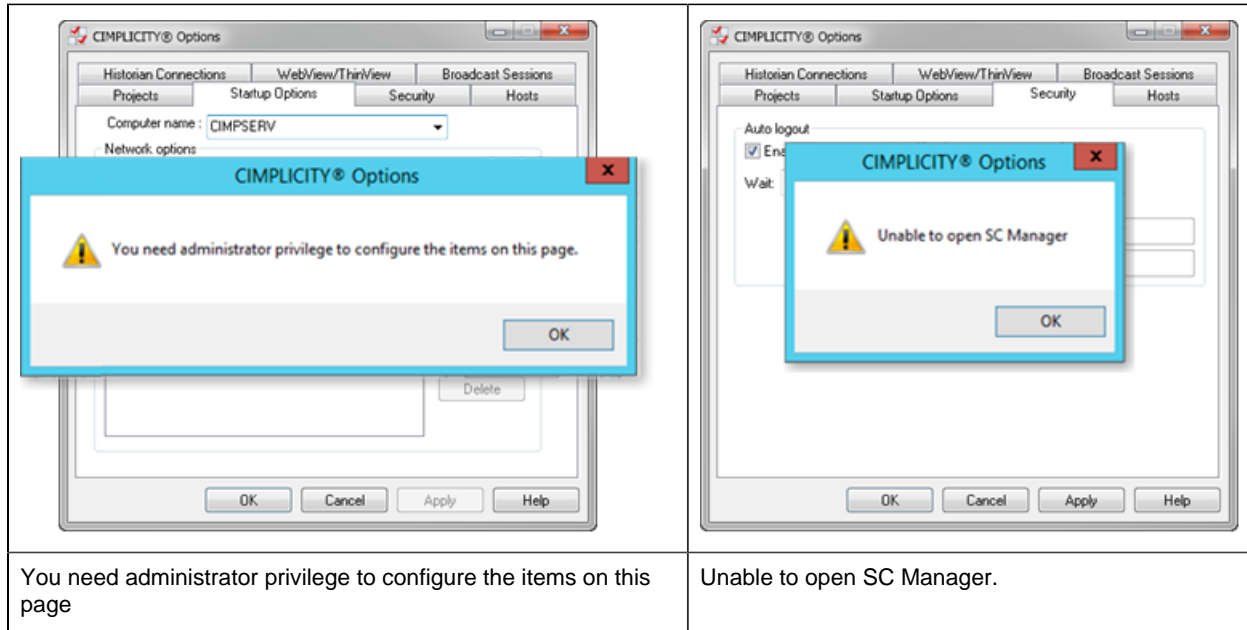 CIMPLICITY® Options
Historian Connections WebView/ThinView Broadcast Sessions
Projects Startup Options Security Hosts
Computer name : CIMPSERV
Network options
CIMPLICITY® Options
You need administrator privilege to configure the items on this page.
OK
Delete
OK Cancel Apply Help
You need administrator privilege to configure the items on this
page
CIMPLICITY® Options
Historian Connections WebView/ThinView Broadcast Sessions
Projects Startup Options Security Hosts
Auto logout
Wait:
CIMPLICITY® Options
Unable to open SC Manager
OK
OK Cancel Apply Help
Unable to open SC Manager.